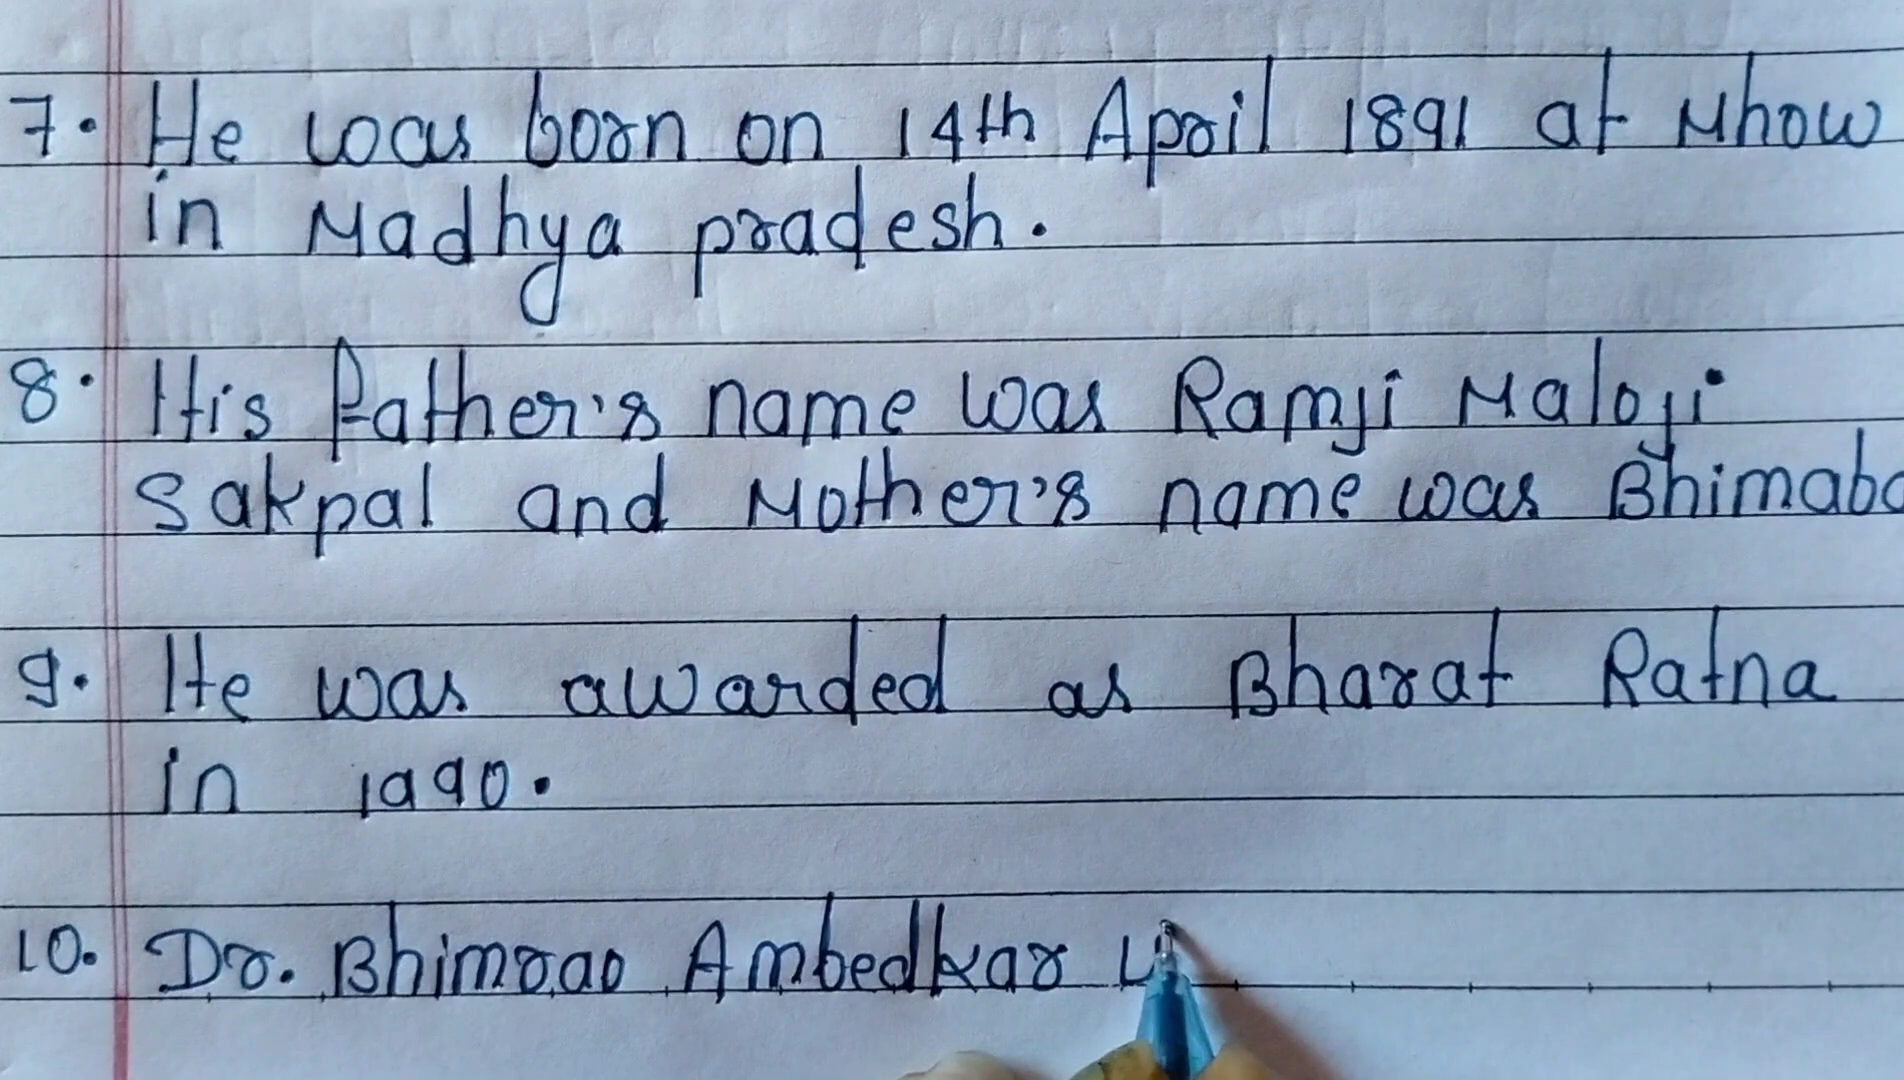 7. He was born on 14th April 1891 at Mhow
in Madhya pradesh.
8. His father's name was Ramji Maloji
Sakpal and Mother's name was Bhimaba
9. He was awarded as Bharat Ratna
in 1990.
10. Dr. Bhimrao Ambedkar